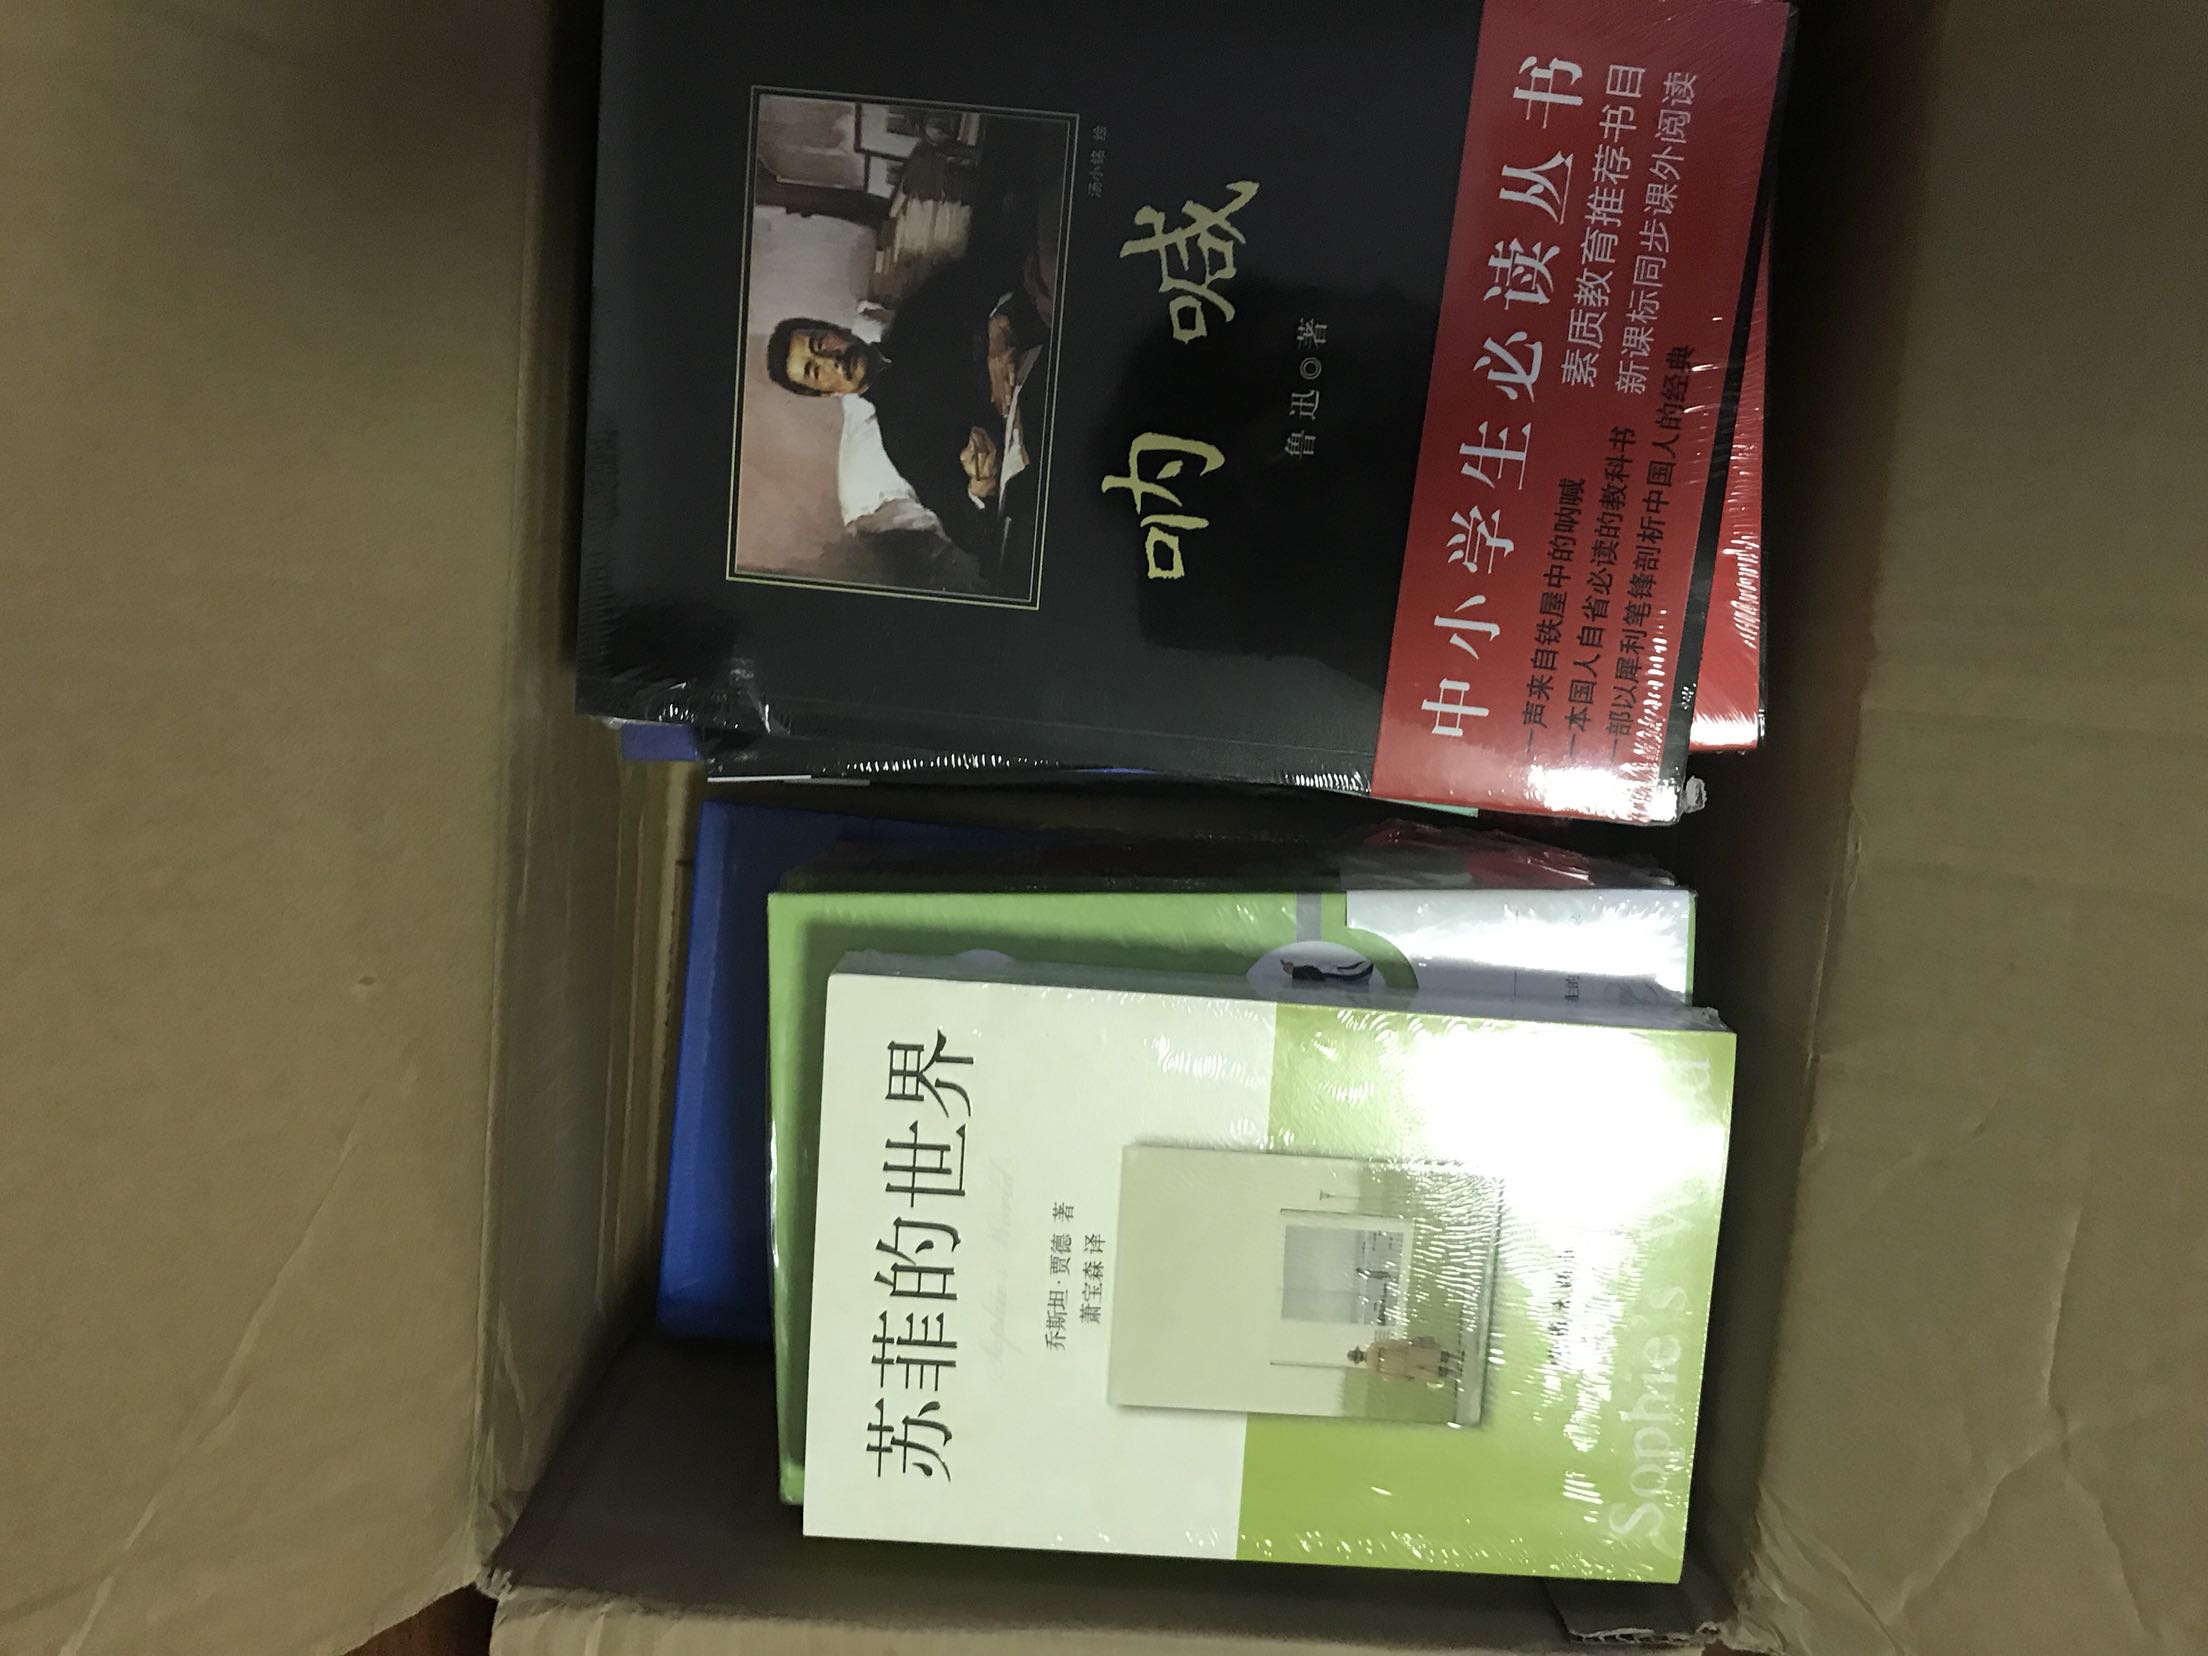 汤小铭 绘
呐喊
鲁迅◎著
中小学生必读丛书
素质教育推荐书目
新课标同步课外阅读
一声来自铁屋中的呐喊
一本国人自省必读的教科书
一部以犀利笔锋剖析中国人的经典
苏菲的世界
Sophie's World
乔斯坦·贾德 著
萧宝森 译
Sophie's W